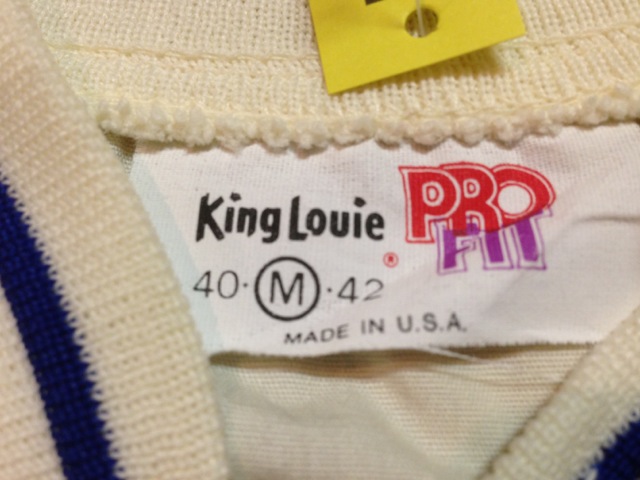 King Louie ®
PRO
FIT
40 · M · 42
MADE IN U.S.A.